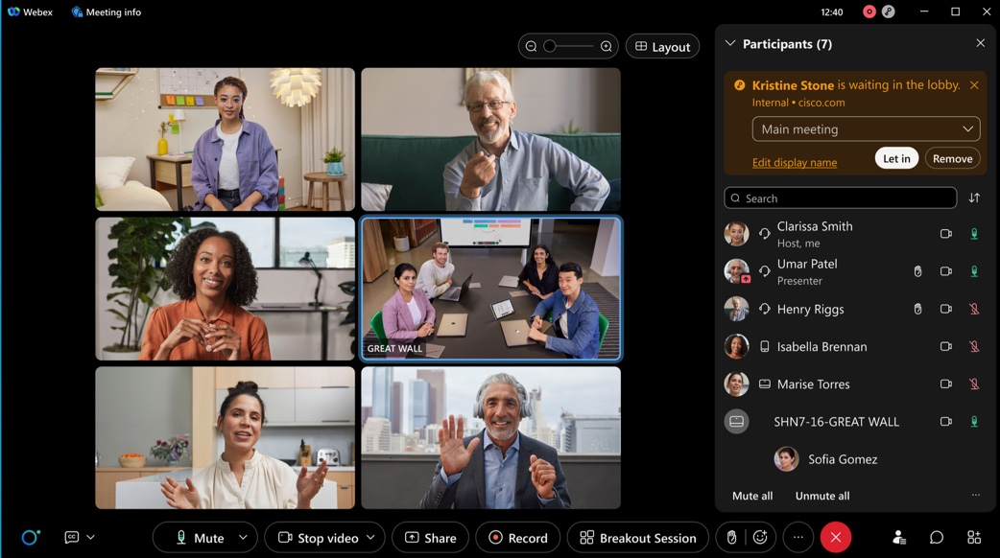 Webex
Meeting info
12:40
Layout
GREAT WALL
Participants (7)
Kristine Stone is waiting in the lobby.
Internal • cisco.com
Main meeting
Edit display name
Let in
Remove
Search
Clarissa Smith
Host, me
Umar Patel
Presenter
Henry Riggs
Isabella Brennan
Marise Torres
SHN7-16-GREAT WALL
Sofia Gomez
Mute all
Unmute all
CC
Mute
Stop video
Share
Record
Breakout Session